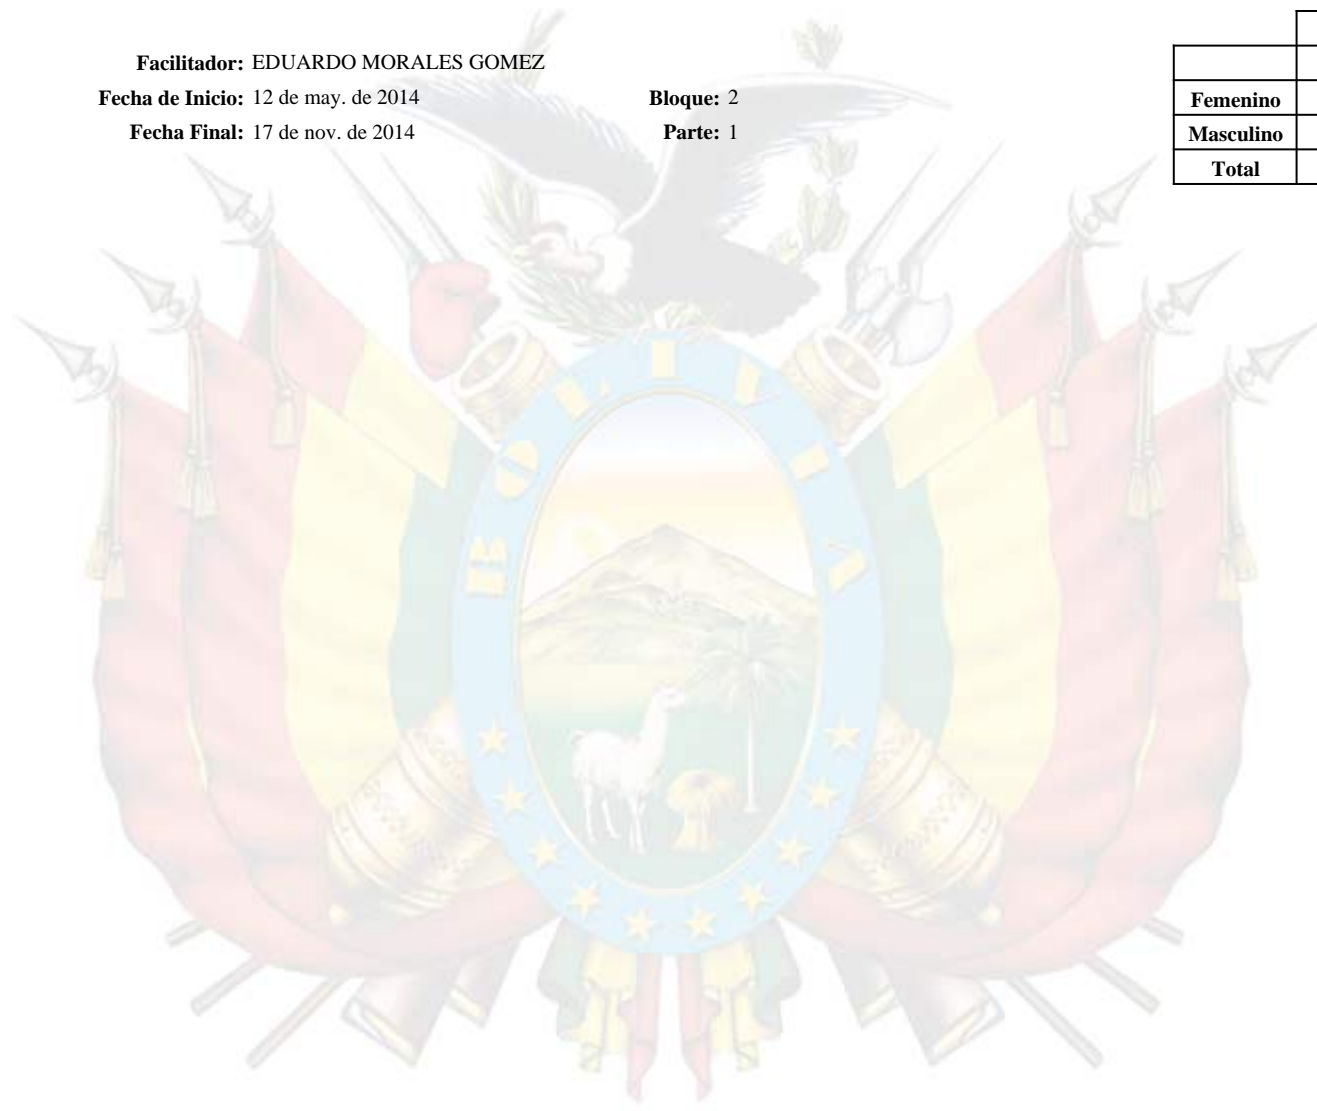 Facilitador: EDUARDO MORALES GOMEZ
Fecha de Inicio: 12 de may. de 2014 Bloque: 2
Fecha Final: 17 de nov. de 2014 Parte: 1
Femenino
Masculino
Total
BOLIVIA